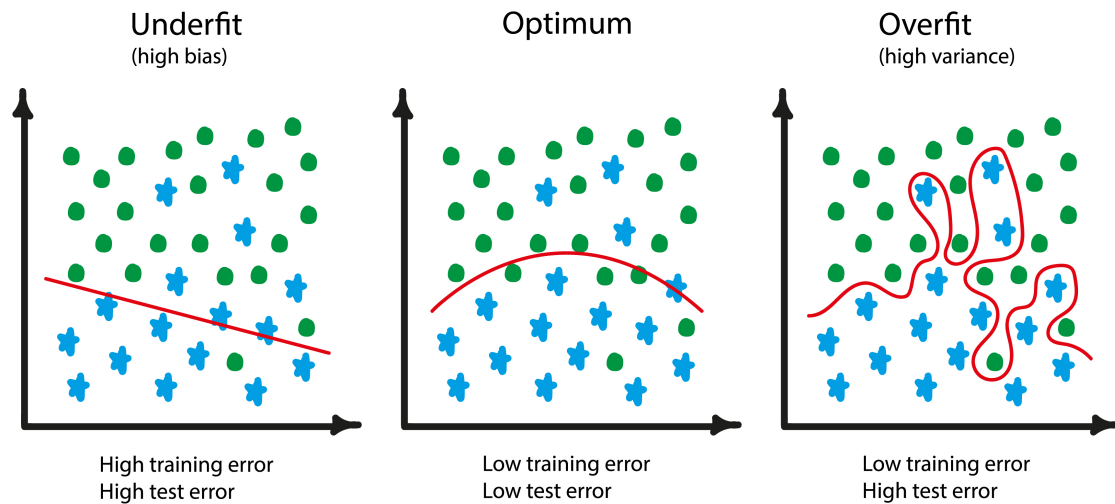 Underfit
(high bias)
Optimum
Overfit
(high variance)
High training error
High test error
Low training error
Low test error
Low training error
High test error